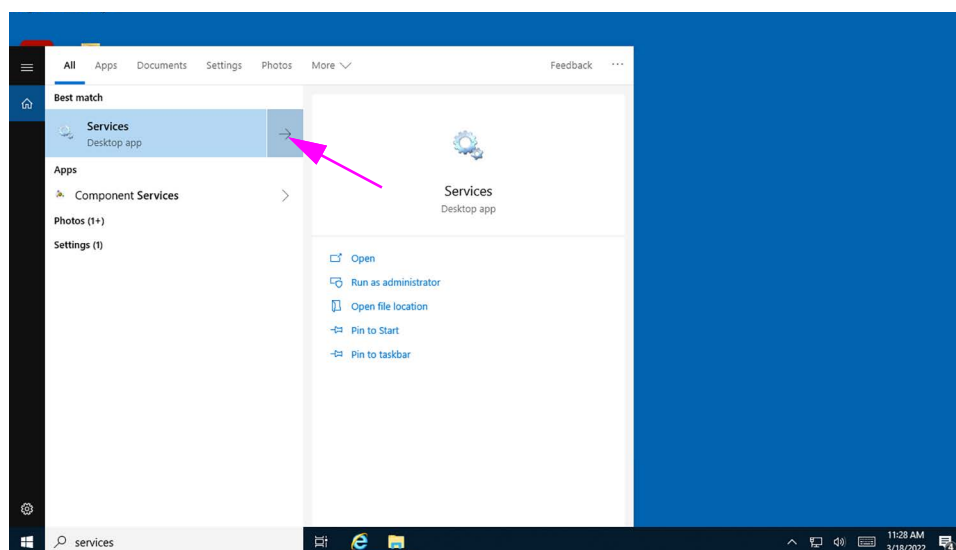 All Apps Documents Settings Photos More Feedback ...
Best match
Services
Desktop app
Apps
Component Services
Photos (1+)
Settings (1)
Services
Desktop app
Open
Run as administrator
Open file location
Pin to Start
Pin to taskbar
services
11:28 AM
3/18/2022
4